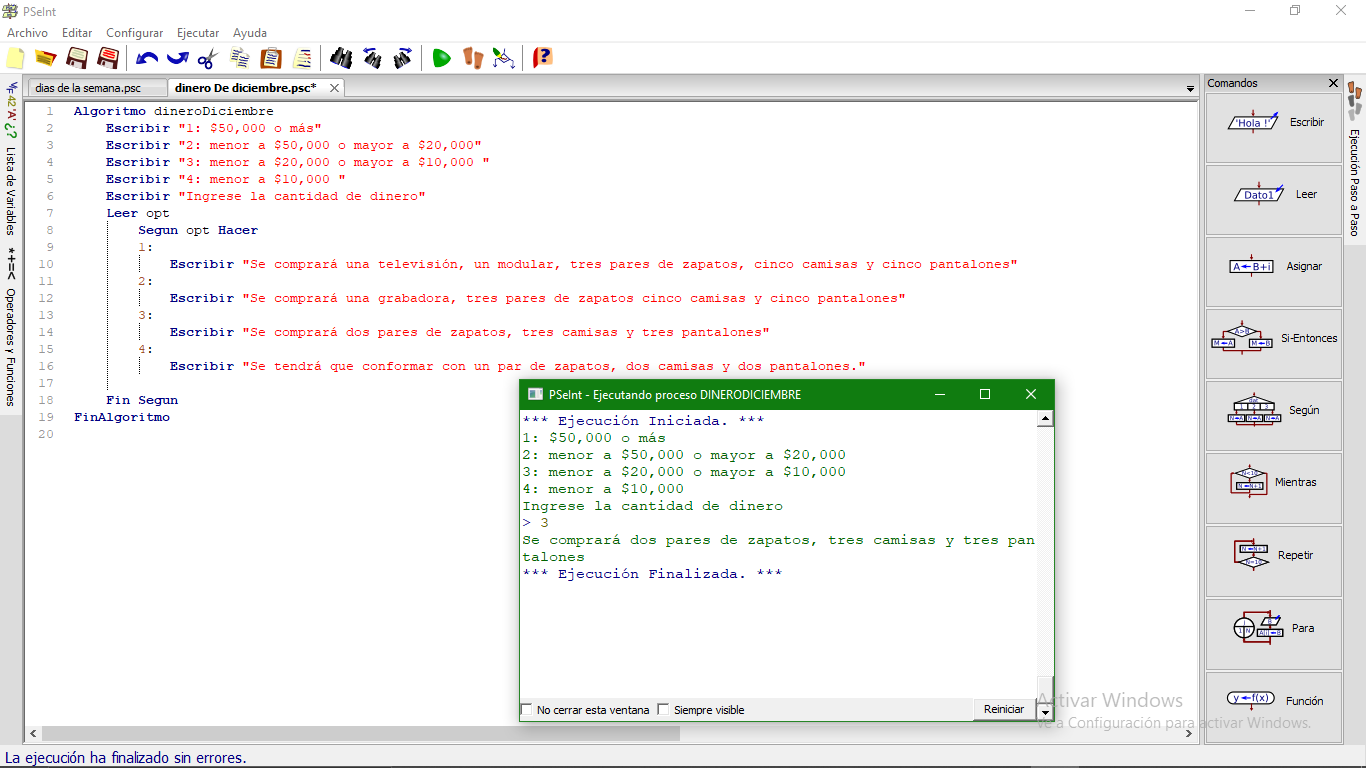 PSeInt
Archivo Editar Configurar Ejecutar Ayuda
dias de la semana.psc
dinero De diciembre.psc*
Comandos
42 'A' ¿? Lista de Variables
*+=< Operadores y Funciones
1 Algoritmo dineroDiciembre
2 Escribir "1: $50,000 o más"
3 Escribir "2: menor a $50,000 o mayor a $20,000"
4 Escribir "3: menor a $20,000 o mayor a $10,000 "
5 Escribir "4: menor a $10,000 "
6 Escribir "Ingrese la cantidad de dinero"
7 Leer opt
8 Segun opt Hacer
9 1:
10 Escribir "Se comprará una televisión, un modular, tres pares de zapatos, cinco camisas y cinco pantalones"
11 2:
12 Escribir "Se comprará una grabadora, tres pares de zapatos cinco camisas y cinco pantalones"
13 3:
14 Escribir "Se comprará dos pares de zapatos, tres camisas y tres pantalones"
15 4:
16 Escribir "Se tendrá que conformar con un par de zapatos, dos camisas y dos pantalones."
17
18 Fin Segun
19 FinAlgoritmo
20
PSeInt - Ejecutando proceso DINERODICIEMBRE
*** Ejecución Iniciada. ***
1: $50,000 o más
2: menor a $50,000 o mayor a $20,000
3: menor a $20,000 o mayor a $10,000
4: menor a $10,000
Ingrese la cantidad de dinero
> 3
Se comprará dos pares de zapatos, tres camisas y tres pan
talones
*** Ejecución Finalizada. ***
No cerrar esta ventana
Siempre visible
Reiniciar
'Hola !' Escribir
Dato1 Leer
A←B+i Asignar
A>B M←A M←B Si-Entonces
Según
Mientras
Repetir
Para
y←f(x) Función
Ejecución Paso a Paso
Activar Windows
Ve a Configuración para activar Windows.
La ejecución ha finalizado sin errores.